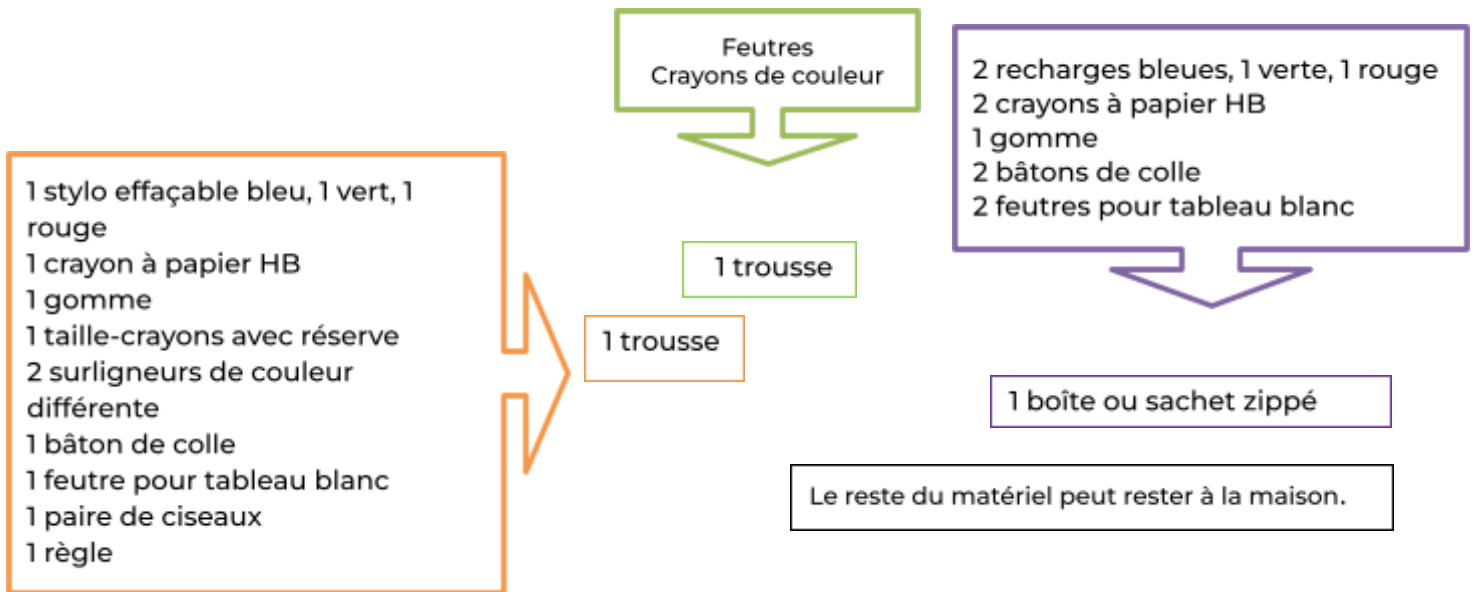 Feutres
Crayons de couleur
2 recharges bleues, 1 verte, 1 rouge
2 crayons à papier HB
1 gomme
2 bâtons de colle
2 feutres pour tableau blanc
1 stylo effaçable bleu, 1 vert, 1
rouge
1 crayon à papier HB
1 gomme
1 taille-crayons avec réserve
2 surligneurs de couleur
différente
1 bâton de colle
1 feutre pour tableau blanc
1 paire de ciseaux
1 règle
1 trousse
1 trousse
1 boîte ou sachet zippé
Le reste du matériel peut rester à la maison.